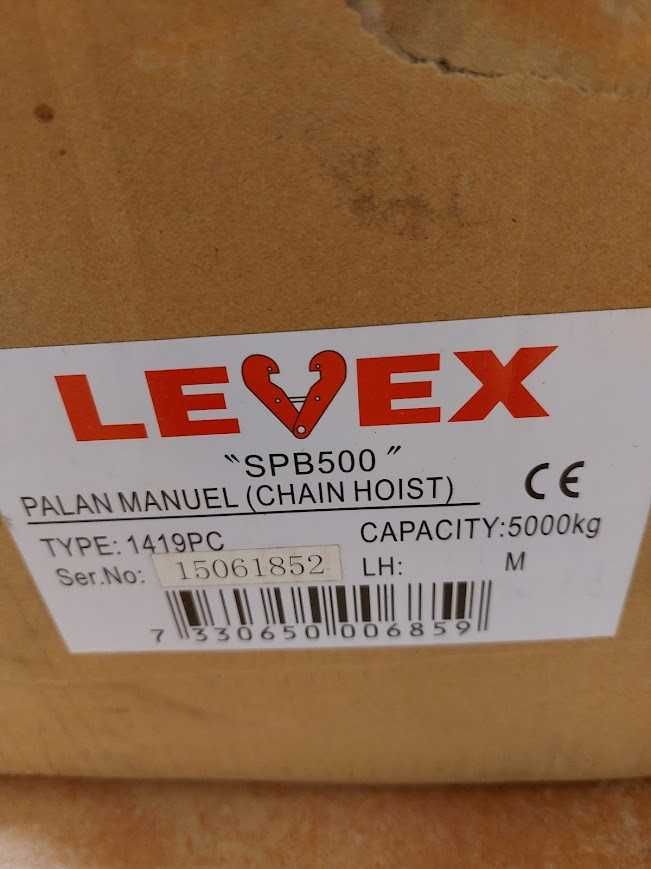 LEVEX
"SPB500"
PALAN MANUEL (CHAIN HOIST)
CE
TYPE: 1419PC
CAPACITY:5000kg
Ser.No: 15061852
LH: M
7 330650 006859